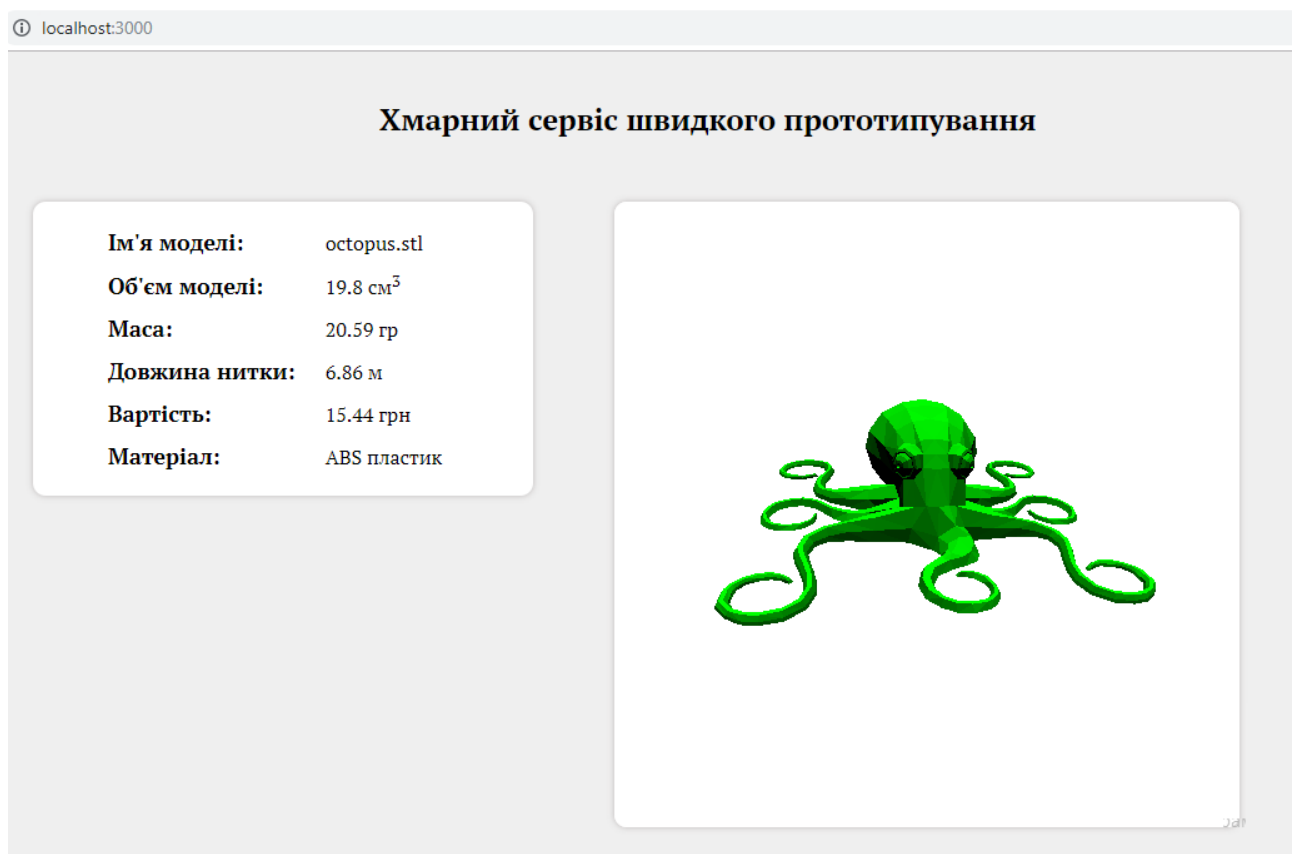 localhost:3000
Хмарний сервіс швидкого прототипування
Ім'я моделі: octopus.stl
Об'єм моделі: 19.8 см³
Маса: 20.59 гр
Довжина нитки: 6.86 м
Вартість: 15.44 грн
Матеріал: ABS пластик